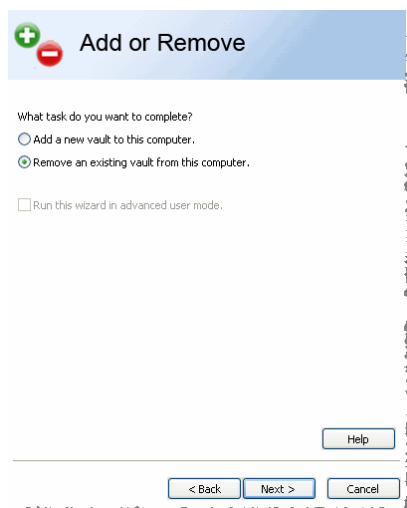 Add or Remove
What task do you want to complete?
Add a new vault to this computer.
Remove an existing vault from this computer.
Run this wizard in advanced user mode.
Help
< Back Next > Cancel